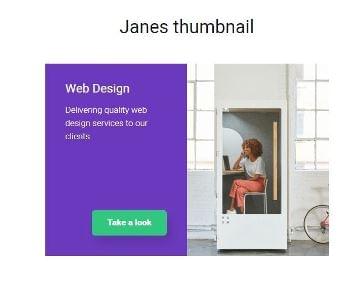 Janes thumbnail
Web Design
Delivering quality web
design services to our
clients
Take a look